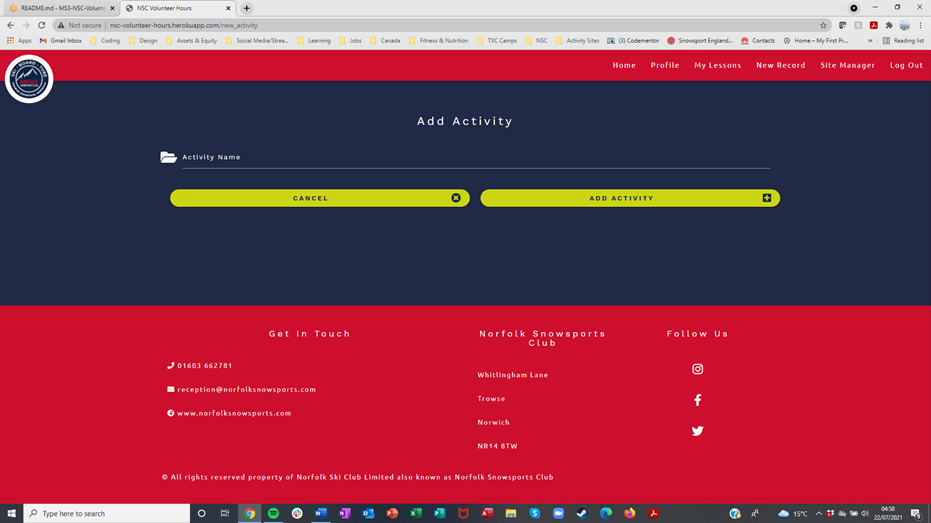 README.md - MS3-NSC-Volunt
NSC Volunteer Hours
Not secure
nsc-volunteer-hours.herokuapp.com/new_activity
Apps
Gmail Inbox
Coding
Design
Assets & Equity
Social Media/Strea...
Learning
Jobs
Canada
Fitness & Nutrition
TXC Camps
NSC
Activity Sites
(3) Codementor
Snowsport England...
Contacts
Home – My First Pr...
»
Reading list
Home
Profile
My Lessons
New Record
Site Manager
Log Out
Add Activity
Activity Name
CANCEL
ADD ACTIVITY
Get In Touch
01603 662781
reception@norfolksnowsports.com
www.norfolksnowsports.com
Norfolk Snowsports
Club
Whitlingham Lane
Trowse
Norwich
NR14 8TW
Follow Us
© All rights reserved property of Norfolk Ski Club Limited also known as Norfolk Snowsports Club
Type here to search
15°C
04:58
22/07/2021